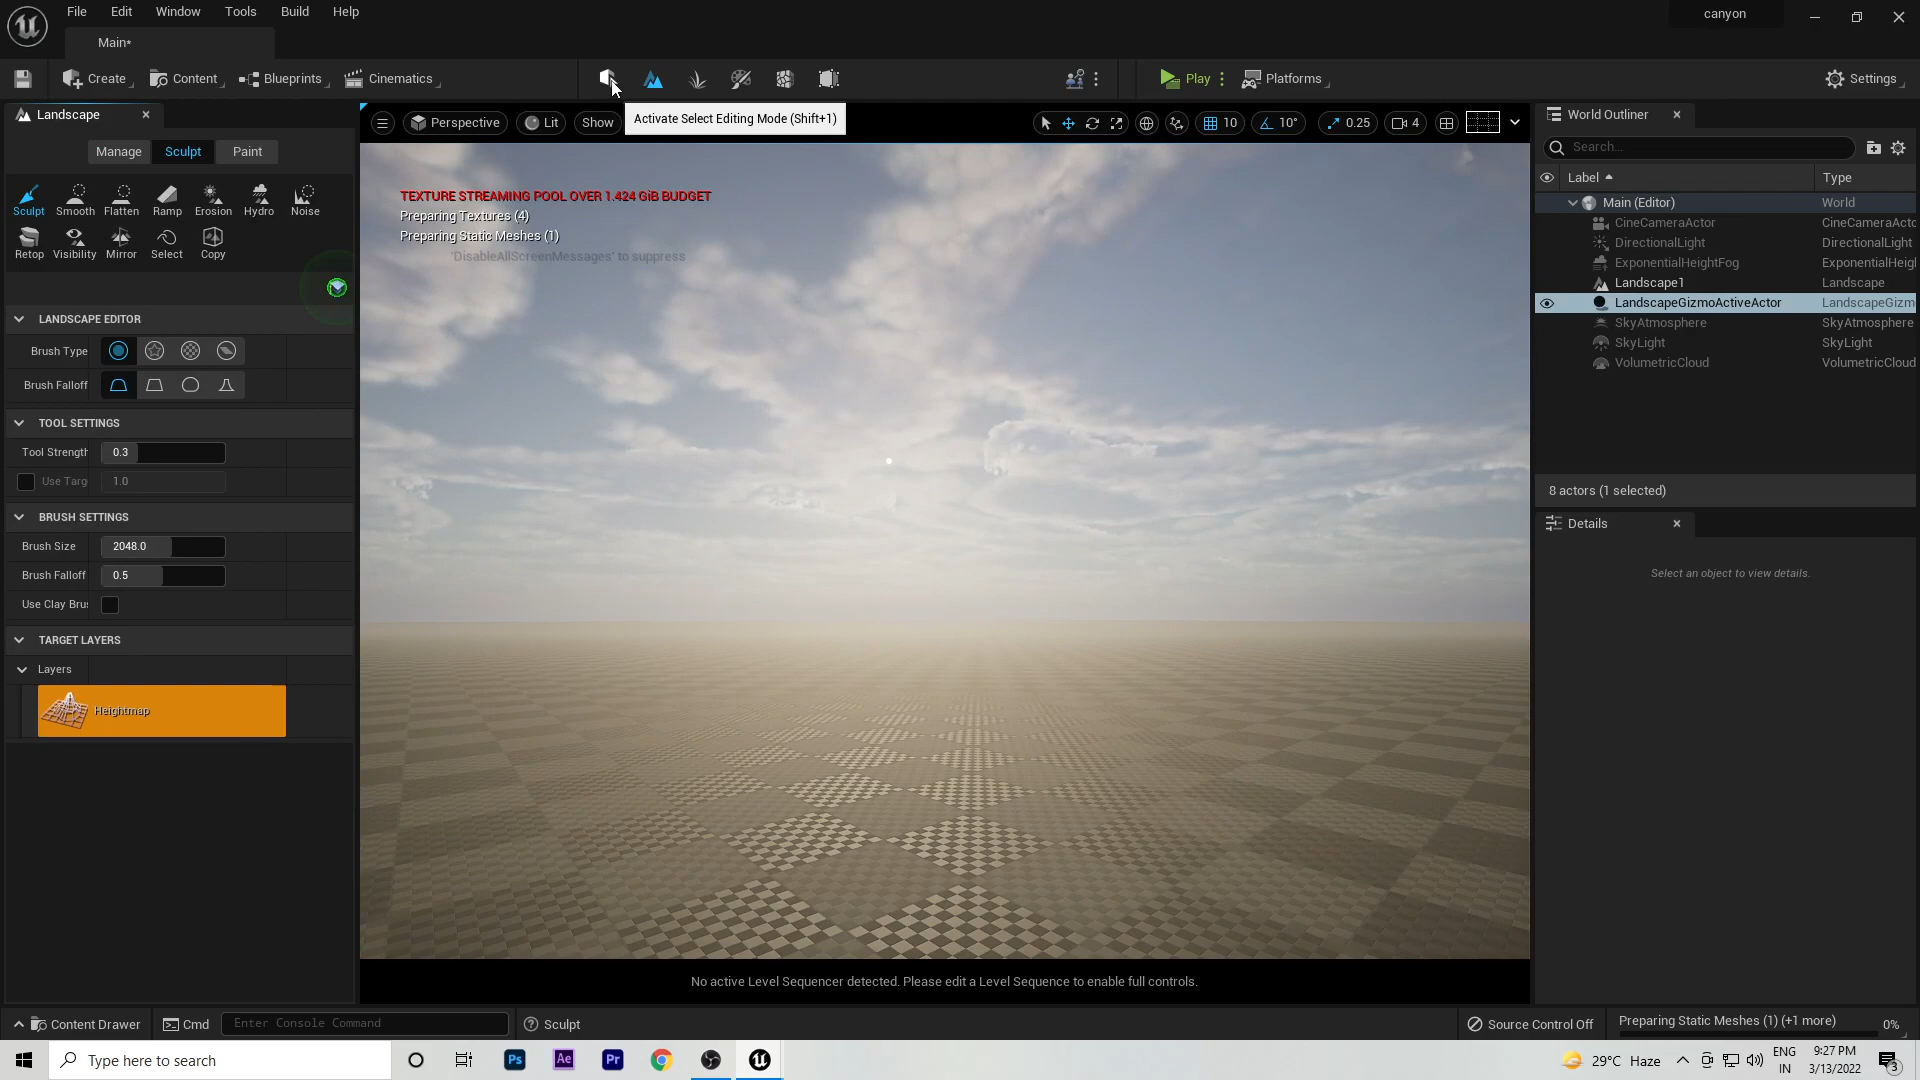 File Edit Window Tools Build Help
canyon
Main*
Create Content Blueprints Cinematics Play Platforms Settings
Activate Select Editing Mode (Shift+1)
Landscape
Perspective Lit Show 10 10° 0.25 4
World Outliner
Manage Sculpt Paint
Search...
Label Type
Sculpt Smooth Flatten Ramp Erosion Hydro Noise
Retop Visibility Mirror Select Copy
TEXTURE STREAMING POOL OVER 1.424 GiB BUDGET
Preparing Textures (4)
Preparing Static Meshes (1)
'DisableAllScreenMessages' to suppress
Main (Editor) World
CineCameraActor CineCameraActo
DirectionalLight DirectionalLight
ExponentialHeightFog ExponentialHeigh
Landscape1 Landscape
LandscapeGizmoActiveActor LandscapeGizm
SkyAtmosphere SkyAtmosphere
SkyLight SkyLight
VolumetricCloud VolumetricCloud
8 actors (1 selected)
Details
Select an object to view details.
LANDSCAPE EDITOR
Brush Type
Brush Falloff
TOOL SETTINGS
Tool Strength 0.3
Use Targ 1.0
BRUSH SETTINGS
Brush Size 2048.0
Brush Falloff 0.5
Use Clay Brus
TARGET LAYERS
Layers
Heightmap
No active Level Sequencer detected. Please edit a Level Sequence to enable full controls.
Content Drawer Cmd Enter Console Command Sculpt Source Control Off Preparing Static Meshes (1) (+1 more) 0%
Type here to search Ps Ae Pr 29°C Haze ENG IN 9:27 PM 3/13/2022 3